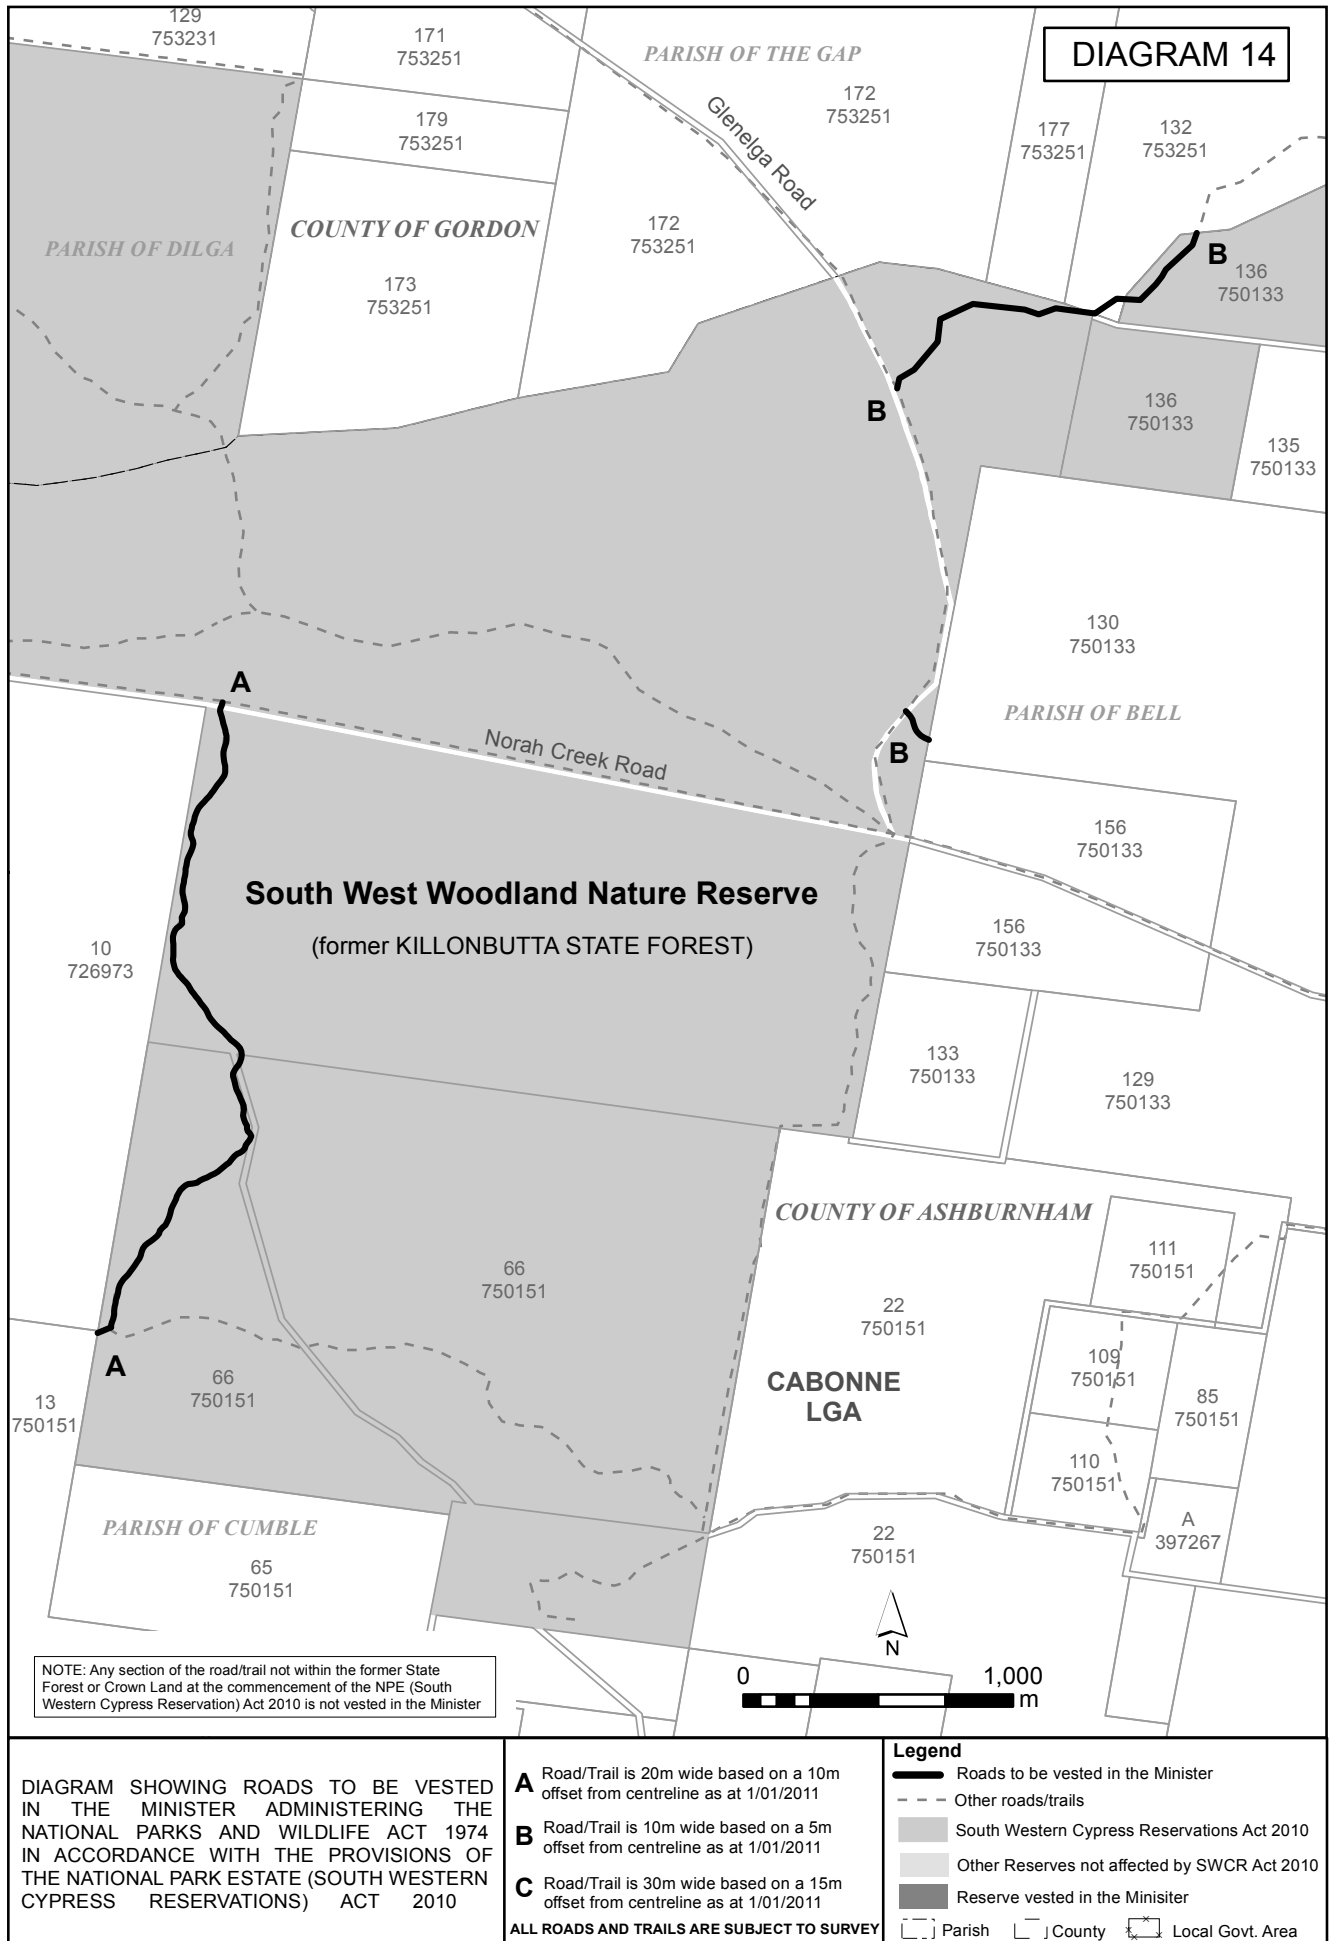 DIAGRAM 14
129
753231
171
753251
PARISH OF THE GAP
172
753251
177
753251
132
753251
179
753251
Glenelga Road
COUNTY OF GORDON
PARISH OF DILGA
172
753251
173
753251
B
136
750133
B
136
750133
135
750133
130
750133
PARISH OF BELL
A
Norah Creek Road
B
156
750133
South West Woodland Nature Reserve
(former KILLONBUTTA STATE FOREST)
10
726973
156
750133
133
750133
129
750133
COUNTY OF ASHBURNHAM
111
750151
66
750151
22
750151
A
66
750151
13
750151
CABONNE
LGA
109
750151
85
750151
110
750151
PARISH OF CUMBLE
65
750151
22
750151
A
397267
N
0 1,000
m
NOTE: Any section of the road/trail not within the former State
Forest or Crown Land at the commencement of the NPE (South
Western Cypress Reservation) Act 2010 is not vested in the Minister
DIAGRAM SHOWING ROADS TO BE VESTED
IN THE MINISTER ADMINISTERING THE
NATIONAL PARKS AND WILDLIFE ACT 1974
IN ACCORDANCE WITH THE PROVISIONS OF
THE NATIONAL PARK ESTATE (SOUTH WESTERN
CYPRESS RESERVATIONS) ACT 2010
A Road/Trail is 20m wide based on a 10m
offset from centreline as at 1/01/2011
B Road/Trail is 10m wide based on a 5m
offset from centreline as at 1/01/2011
C Road/Trail is 30m wide based on a 15m
offset from centreline as at 1/01/2011
ALL ROADS AND TRAILS ARE SUBJECT TO SURVEY
Legend
Roads to be vested in the Minister
Other roads/trails
South Western Cypress Reservations Act 2010
Other Reserves not affected by SWCR Act 2010
Reserve vested in the Minisiter
Parish County Local Govt. Area